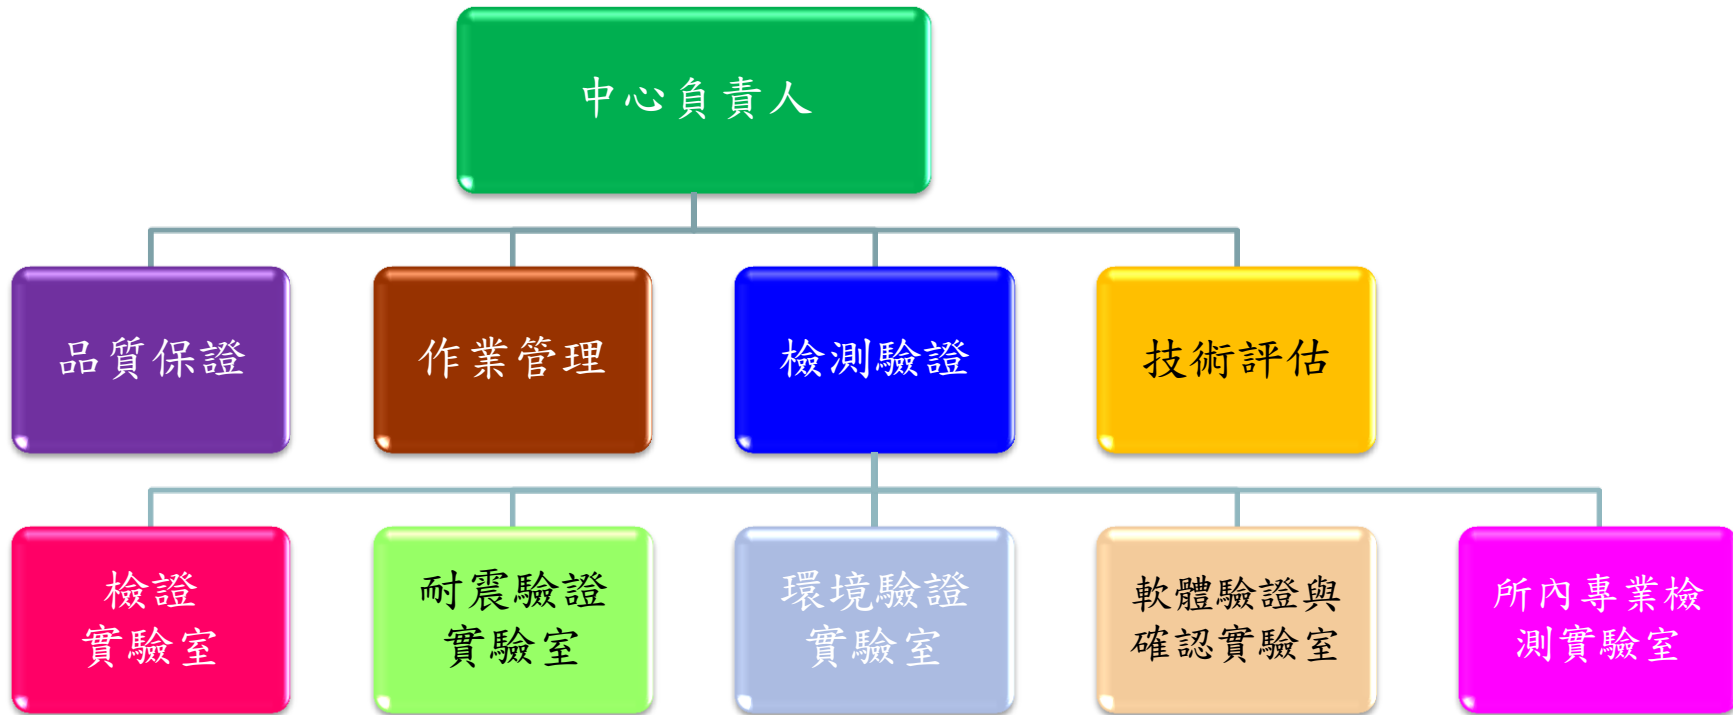 中心負責人
品質保證
作業管理
檢測驗證
技術評估
檢證
實驗室
耐震驗證
實驗室
環境驗證
實驗室
軟體驗證與
確認實驗室
所內專業檢
測實驗室